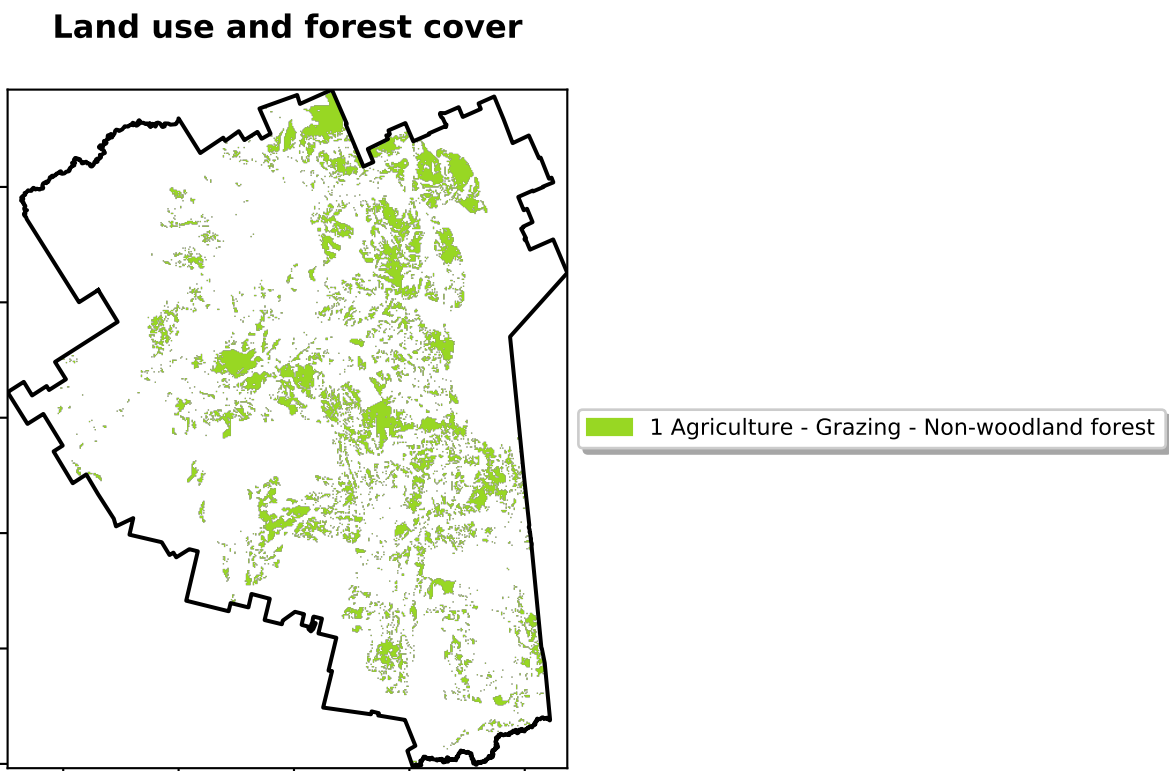 Land use and forest cover
1 Agriculture - Grazing - Non-woodland forest